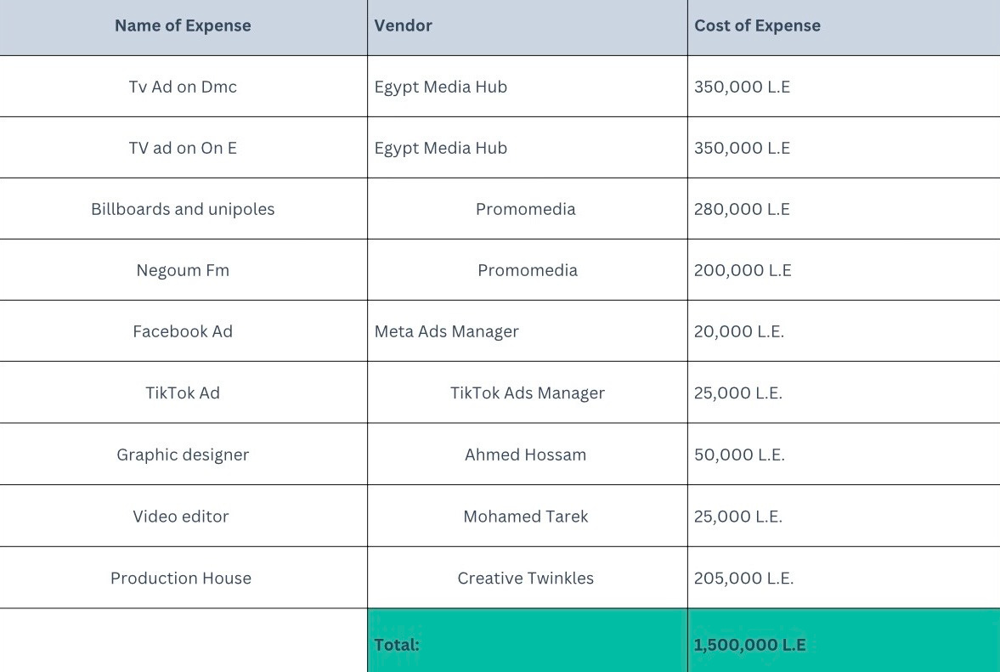 Name of Expense Vendor Cost of Expense
Tv Ad on Dmc Egypt Media Hub 350,000 L.E
TV ad on On E Egypt Media Hub 350,000 L.E
Billboards and unipoles Promomedia 280,000 L.E
Negoum Fm Promomedia 200,000 L.E
Facebook Ad Meta Ads Manager 20,000 L.E.
TikTok Ad TikTok Ads Manager 25,000 L.E.
Graphic designer Ahmed Hossam 50,000 L.E.
Video editor Mohamed Tarek 25,000 L.E.
Production House Creative Twinkles 205,000 L.E.
Total: 1,500,000 L.E